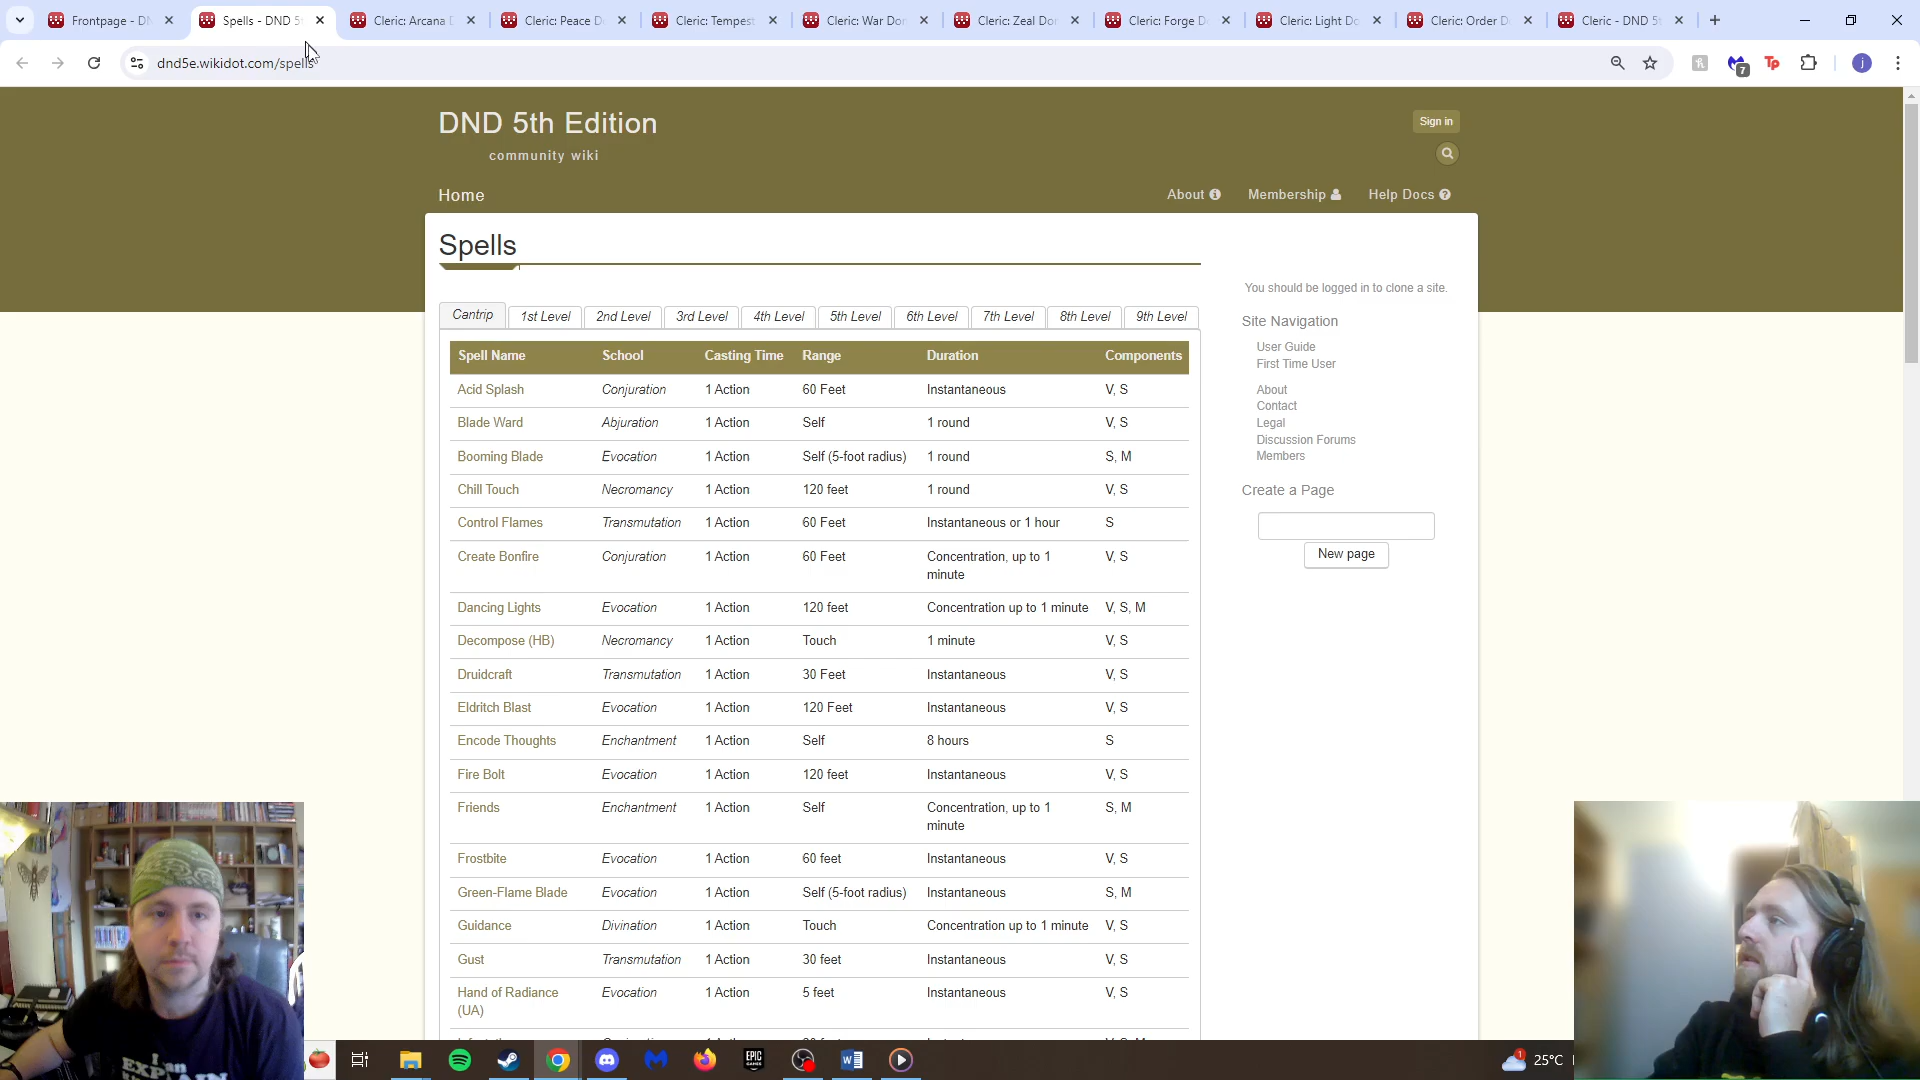 Frontpage - DN
Spells - DND 5t
Cleric: Arcana D
Cleric: Peace Do
Cleric: Tempest
Cleric: War Dom
Cleric: Zeal Dom
Cleric: Forge Do
Cleric: Light Do
Cleric: Order Do
Cleric - DND 5t
dnd5e.wikidot.com/spells
7
j
DND 5th Edition
community wiki
Sign in
Home
About
Membership
Help Docs
Spells
You should be logged in to clone a site.
Cantrip 1st Level 2nd Level 3rd Level 4th Level 5th Level 6th Level 7th Level 8th Level 9th Level
Spell Name School Casting Time Range Duration Components
Acid Splash Conjuration 1 Action 60 Feet Instantaneous V, S
Blade Ward Abjuration 1 Action Self 1 round V, S
Booming Blade Evocation 1 Action Self (5-foot radius) 1 round S, M
Chill Touch Necromancy 1 Action 120 feet 1 round V, S
Control Flames Transmutation 1 Action 60 Feet Instantaneous or 1 hour S
Create Bonfire Conjuration 1 Action 60 Feet Concentration, up to 1 V, S
minute
Dancing Lights Evocation 1 Action 120 feet Concentration up to 1 minute V, S, M
Decompose (HB) Necromancy 1 Action Touch 1 minute V, S
Druidcraft Transmutation 1 Action 30 Feet Instantaneous V, S
Eldritch Blast Evocation 1 Action 120 Feet Instantaneous V, S
Encode Thoughts Enchantment 1 Action Self 8 hours S
Fire Bolt Evocation 1 Action 120 feet Instantaneous V, S
Friends Enchantment 1 Action Self Concentration, up to 1 S, M
minute
Frostbite Evocation 1 Action 60 feet Instantaneous V, S
Green-Flame Blade Evocation 1 Action Self (5-foot radius) Instantaneous S, M
Guidance Divination 1 Action Touch Concentration up to 1 minute V, S
Gust Transmutation 1 Action 30 feet Instantaneous V, S
Hand of Radiance Evocation 1 Action 5 feet Instantaneous V, S
(UA)
Site Navigation
User Guide
First Time User
About
Contact
Legal
Discussion Forums
Members
Create a Page
New page
I can
EXPLAIN
EPIC
GAMES
1
25°C